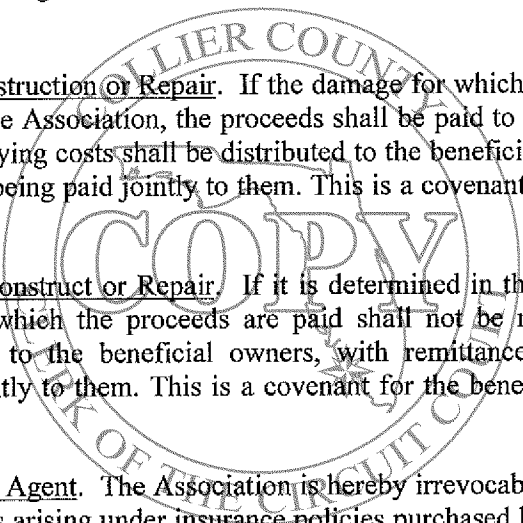 struction or Repair. If the damage for which
e Association, the proceeds shall be paid to
ying costs shall be distributed to the benefici
being paid jointly to them. This is a covenant
onstruct or Repair. If it is determined in th
which the proceeds are paid shall not be r
to the beneficial owners, with remittance
tly to them. This is a covenant for the bene
Agent. The Association is hereby irrevocab
s arising under insurance policies purchased
COLLIER COUNTY
COPY
CLERK OF THE CIRCUIT COURT